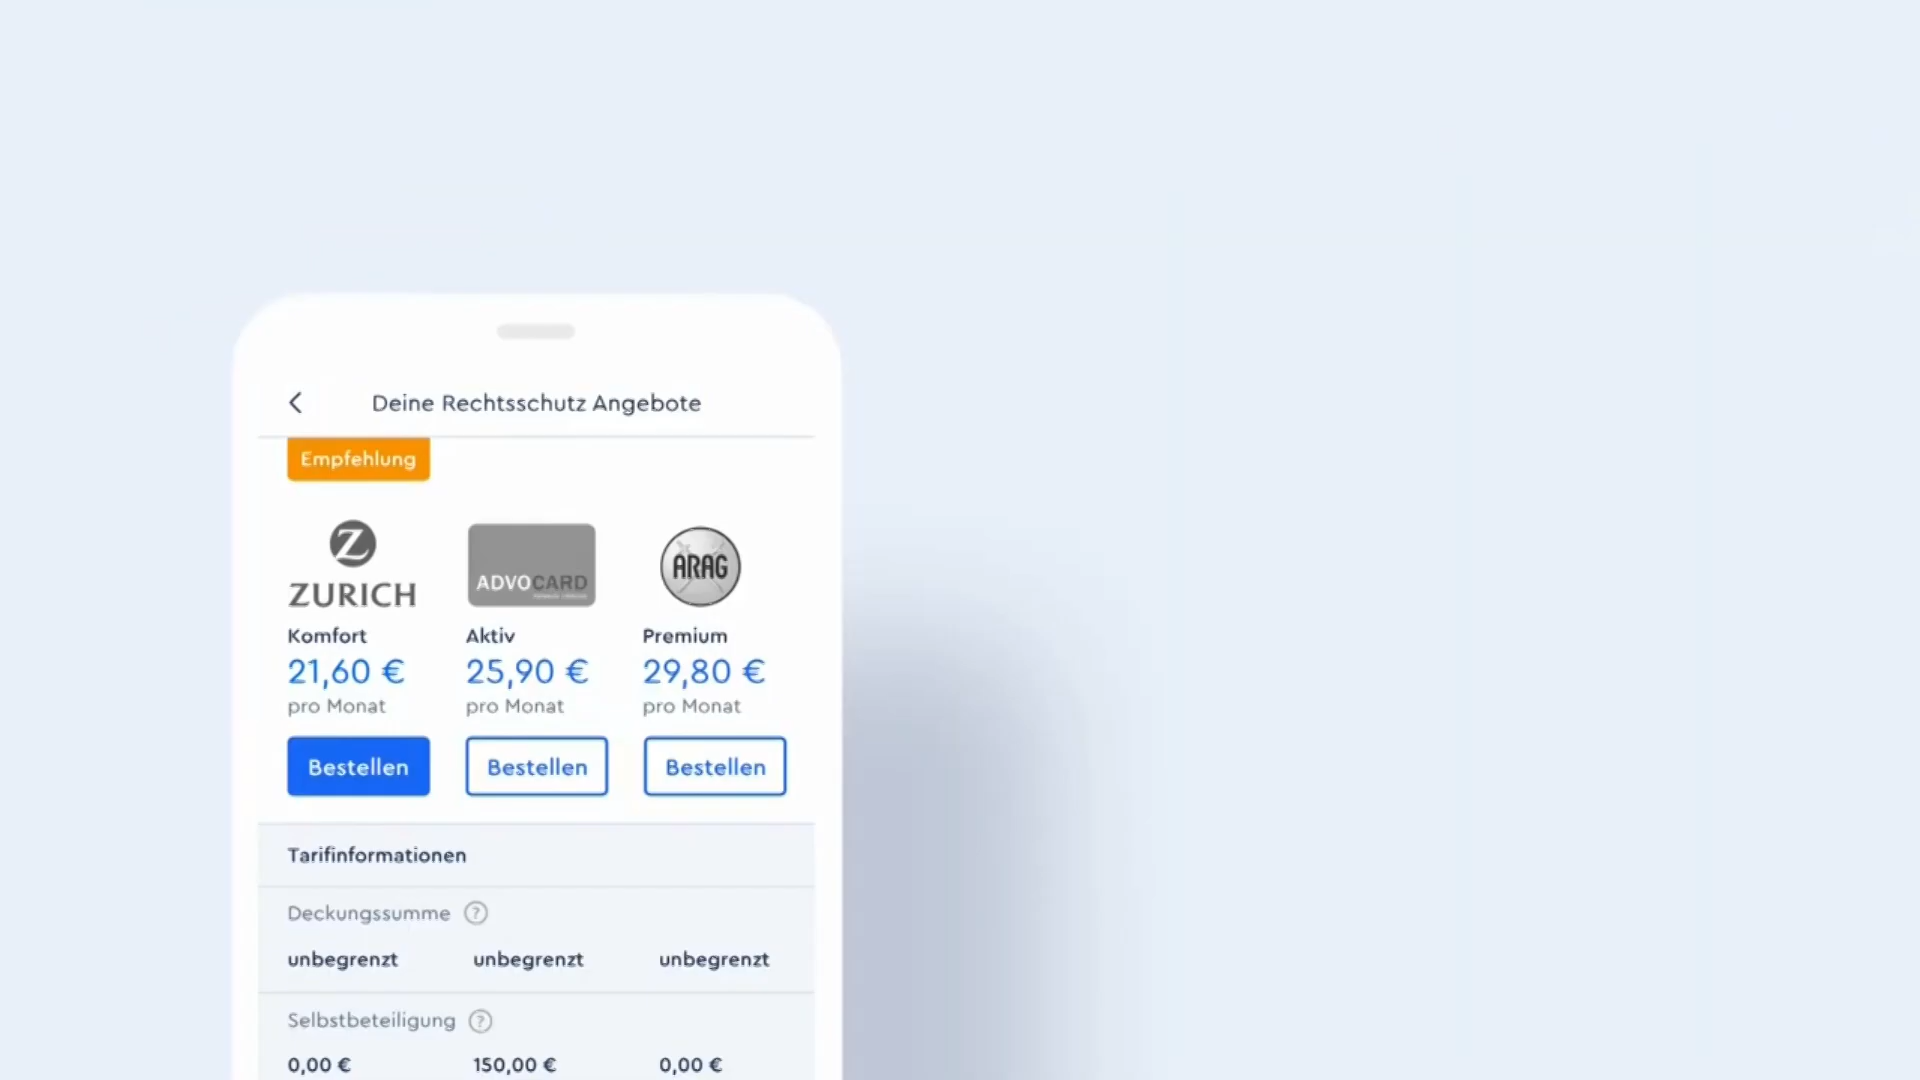 Deine Rechtsschutz Angebote
Empfehlung
Z
ZURICH
ADVOCARD
ARAG
Komfort
Aktiv
Premium
21,60 €
25,90 €
29,80 €
pro Monat
pro Monat
pro Monat
Bestellen
Bestellen
Bestellen
Tarifinformationen
Deckungssumme ?
unbegrenzt
unbegrenzt
unbegrenzt
Selbstbeteiligung ?
0,00 €
150,00 €
0,00 €